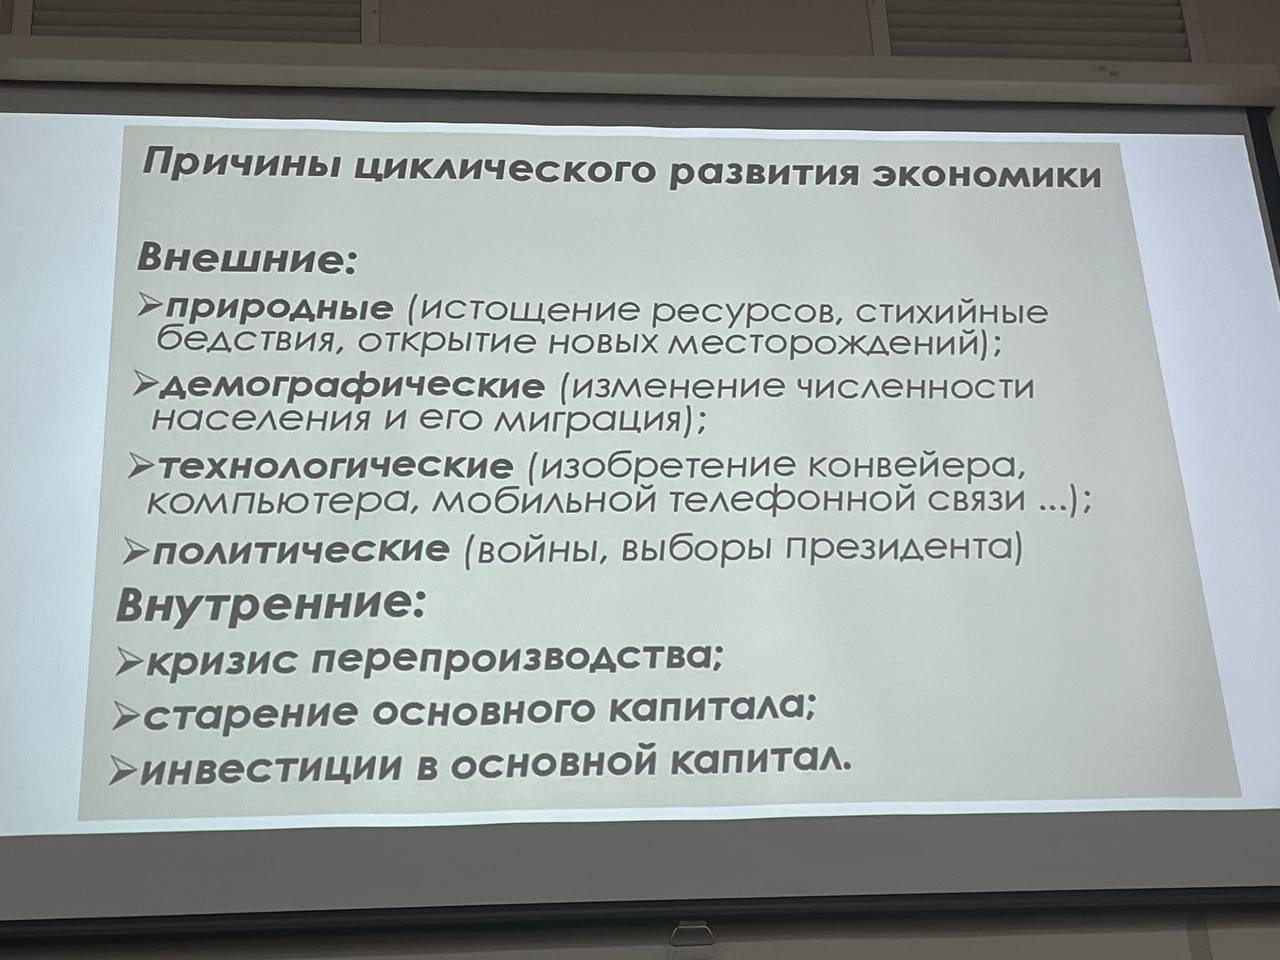 Причины циклического развития экономики
Внешние:
➢природные (истощение ресурсов, стихийные
бедствия, открытие новых месторождений);
➢демографические (изменение численности
населения и его миграция);
➢технологические (изобретение конвейера,
компьютера, мобильной телефонной связи ...);
➢политические (войны, выборы президента)
Внутренние:
➢кризис перепроизводства;
➢старение основного капитала;
➢инвестиции в основной капитал.